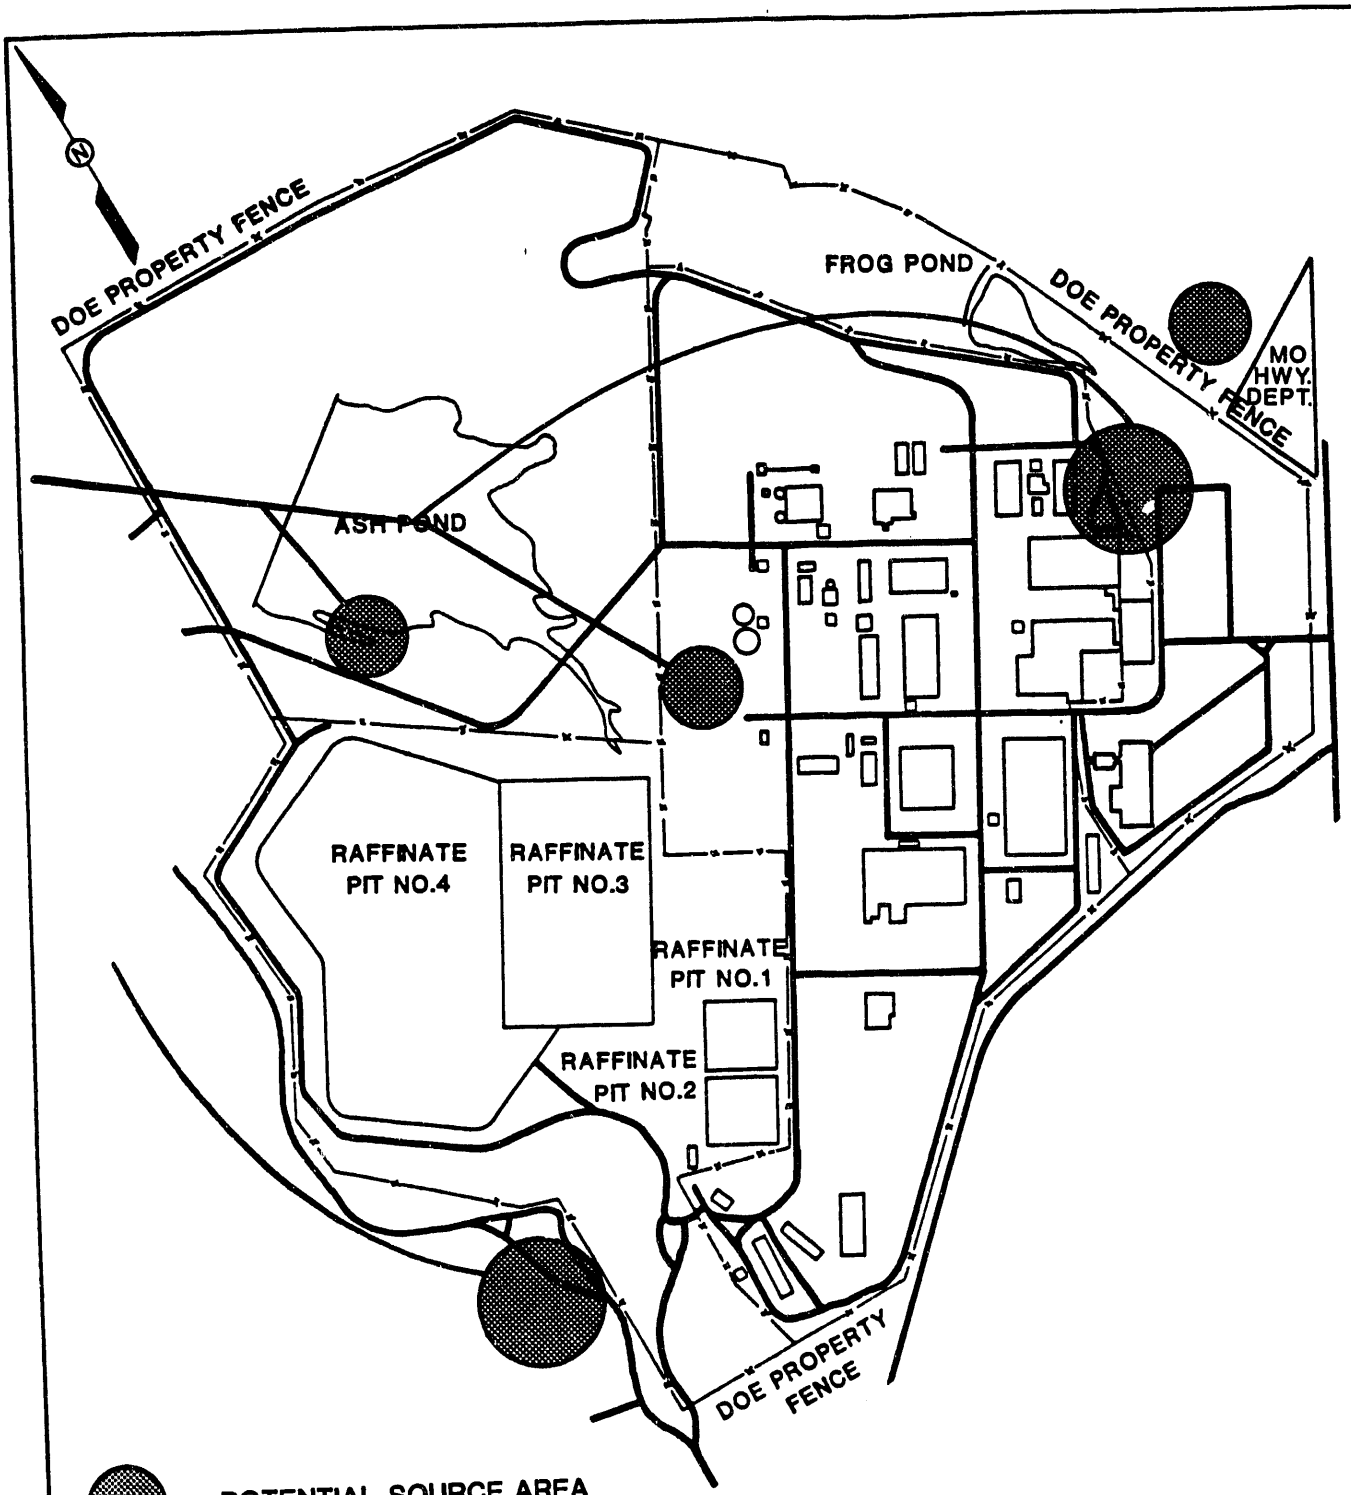 N
DOE PROPERTY FENCE
FROG POND
DOE PROPERTY FENCE
MO
HWY.
DEPT.
ASH POND
RAFFINATE
PIT NO.4
RAFFINATE
PIT NO.3
RAFFINATE
PIT NO.1
RAFFINATE
PIT NO.2
DOE PROPERTY
FENCE
POTENTIAL SOURCE AREA